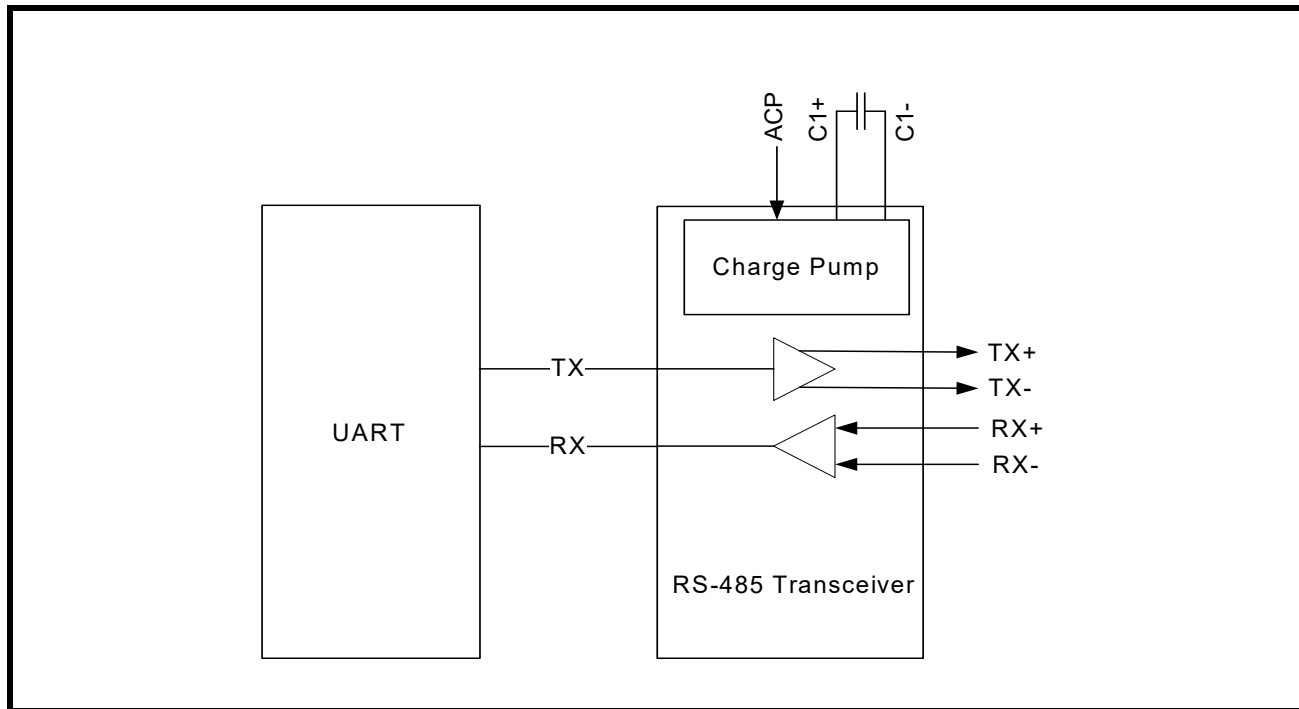 ACP
C1+
C1-
Charge Pump
TX
TX+
TX-
UART
RX
RX+
RX-
RS-485 Transceiver